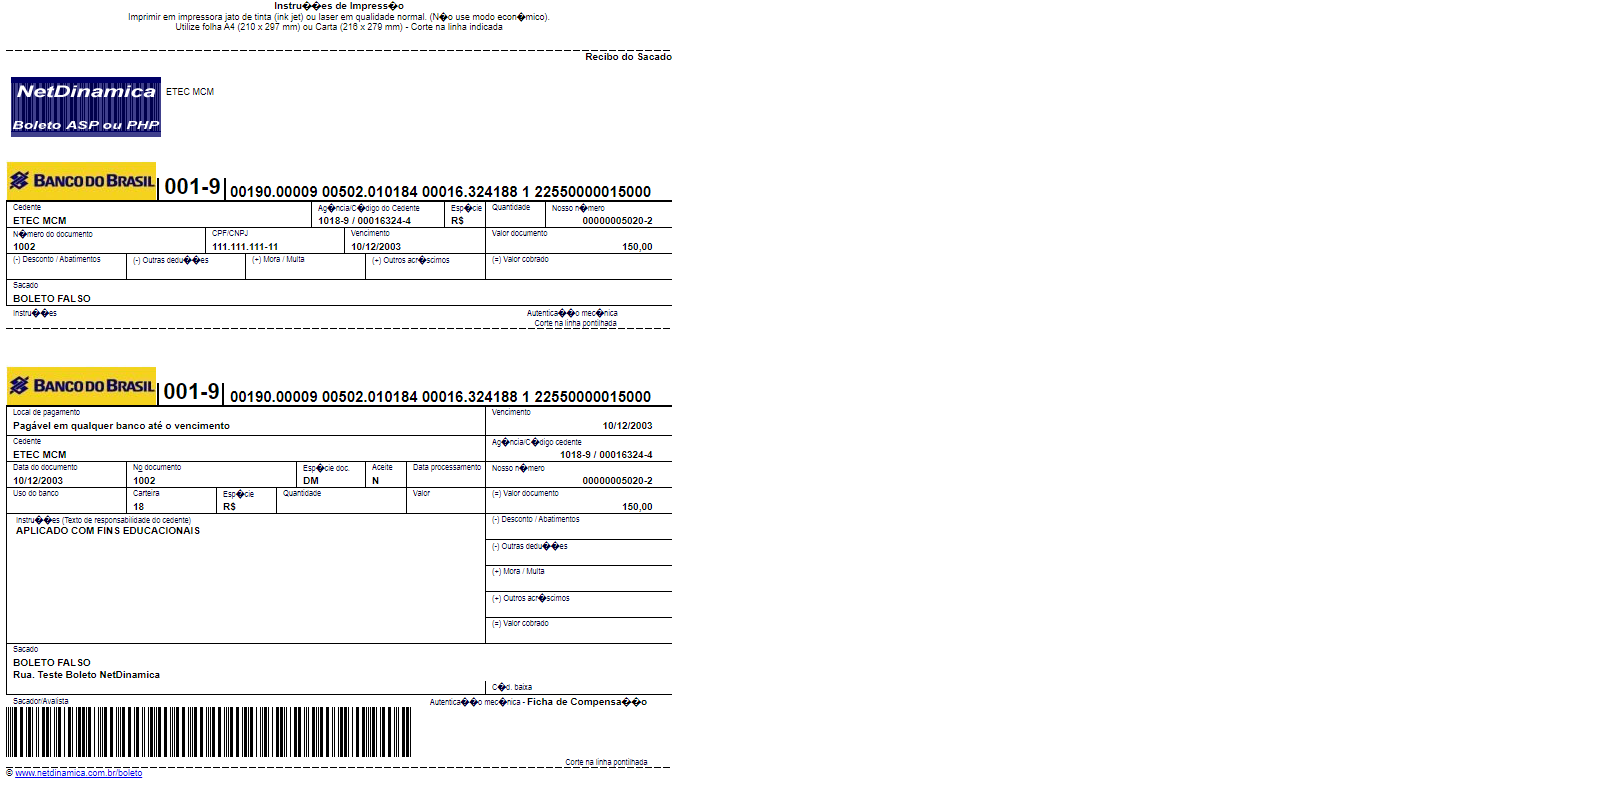 Instru��es de Impress�o
Imprimir em impressora jato de tinta (ink jet) ou laser em qualidade normal. (N�o use modo econ�mico).
Utilize folha A4 (210 x 297 mm) ou Carta (216 x 279 mm) - Corte na linha indicada
Recibo do Sacado
NetDinamica
Boleto ASP ou PHP
ETEC MCM
BANCO DO BRASIL 001-9 00190.00009 00502.010184 00016.324188 1 22550000015000
Cedente Ag�ncia/C�digo do Cedente Esp�cie Quantidade Nosso n�mero
ETEC MCM 1018-9 / 00016324-4 R$ 00000005020-2
N�mero do documento CPF/CNPJ Vencimento Valor documento
1002 111.111.111-11 10/12/2003 150,00
(-) Desconto / Abatimentos (-) Outras dedu��es (+) Mora / Multa (+) Outros acr�scimos (=) Valor cobrado
Sacado
BOLETO FALSO
Instru��es Autentica��o mec�nica
Corte na linha pontilhada
BANCO DO BRASIL 001-9 00190.00009 00502.010184 00016.324188 1 22550000015000
Local de pagamento Vencimento
Pagável em qualquer banco até o vencimento 10/12/2003
Cedente Ag�ncia/C�digo cedente
ETEC MCM 1018-9 / 00016324-4
Data do documento No documento Esp�cie doc. Aceite Data processamento Nosso n�mero
10/12/2003 1002 DM N 00000005020-2
Uso do banco Carteira Esp�cie Quantidade Valor (=) Valor documento
18 R$ 150,00
Instru��es (Texto de responsabilidade do cedente) (-) Desconto / Abatimentos
APLICADO COM FINS EDUCACIONAIS
(-) Outras dedu��es
(+) Mora / Multa
(+) Outros acr�scimos
(=) Valor cobrado
Sacado
BOLETO FALSO
Rua. Teste Boleto NetDinamica
C�d. baixa
Sacador/Avalista Autentica��o mec�nica - Ficha de Compensa��o
Corte na linha pontilhada
© www.netdinamica.com.br/boleto